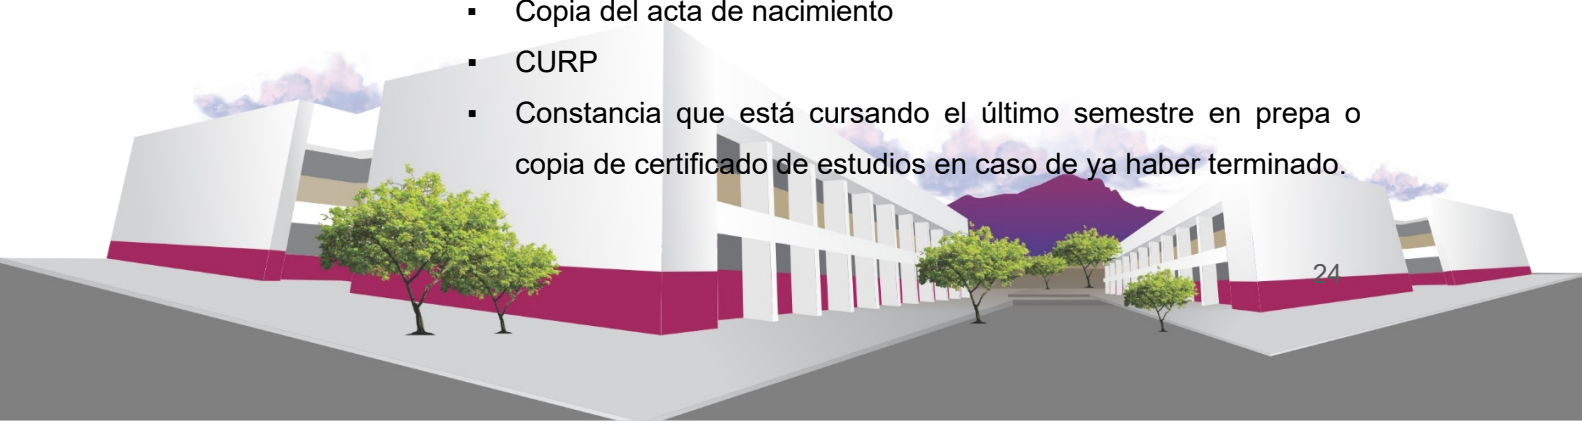 ▪ Copia del acta de nacimiento
▪ CURP
▪ Constancia que está cursando el último semestre en prepa o
copia de certificado de estudios en caso de ya haber terminado.
24